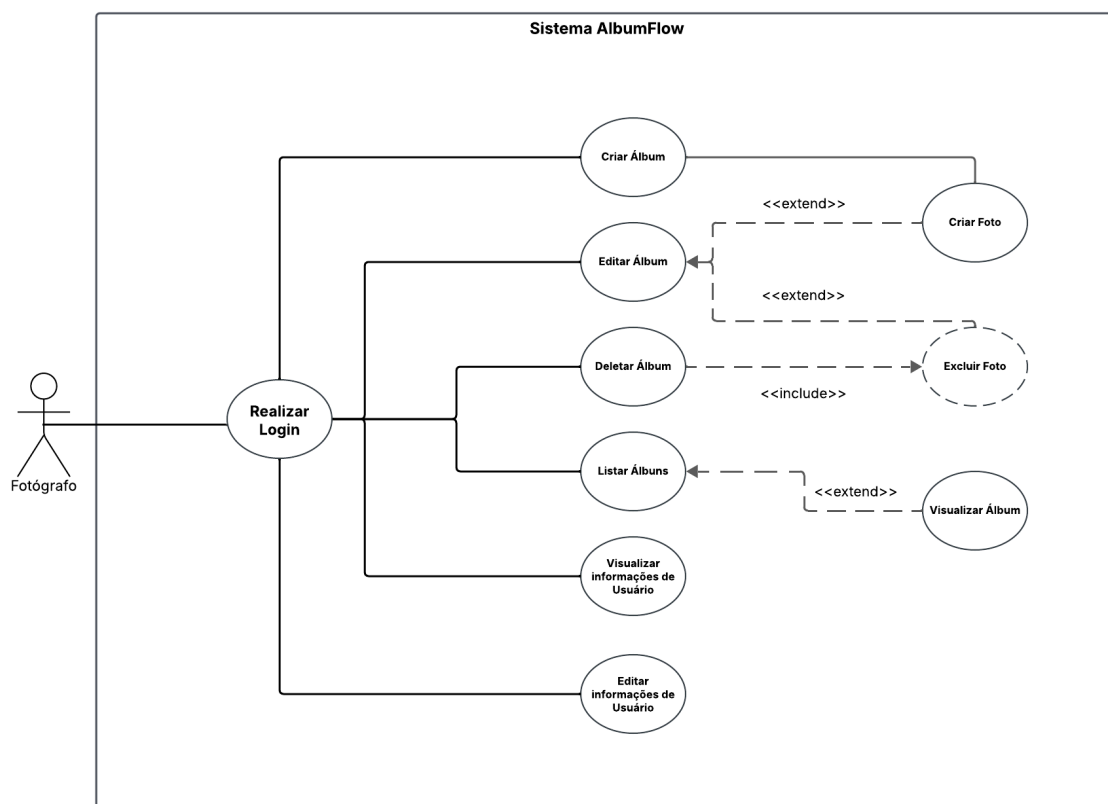 Sistema AlbumFlow
Criar Álbum
<<extend>>
Criar Foto
Editar Álbum
<<extend>>
Deletar Álbum
Excluir Foto
<<include>>
Realizar
Login
Fotógrafo
Listar Álbuns
<<extend>>
Visualizar Álbum
Visualizar
informações de
Usuário
Editar
informações de
Usuário